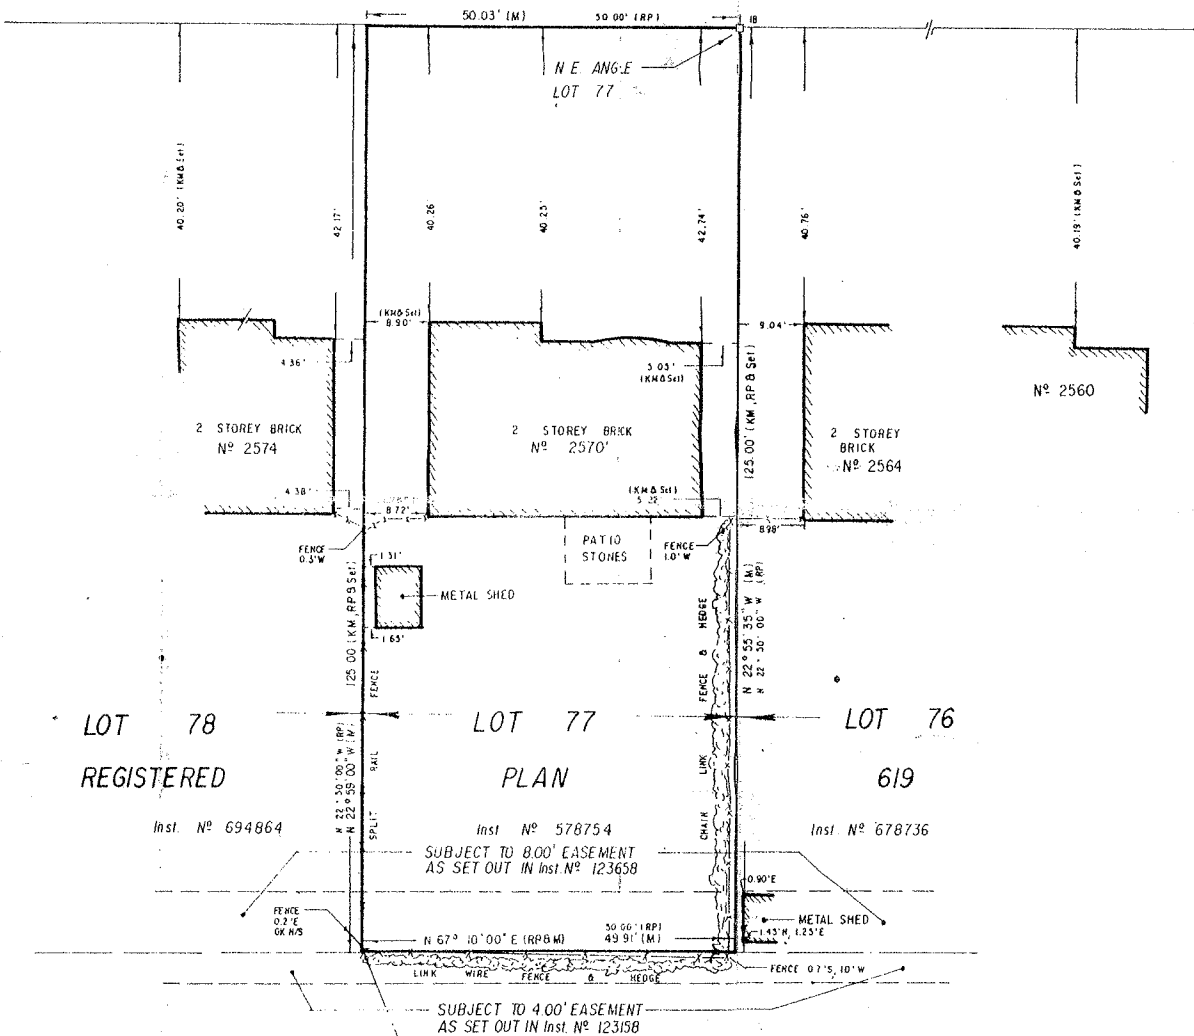 50.03' (M) 50.00' (RP) IB
N E. ANGLE
LOT 77
40.20' (KM & Set)
42.17'
40.26
40.25'
42.74'
40.76'
40.19' (KM & Set)
(KM & Set)
8.90'
9.04'
4.36'
5.05'
(KM & Set)
125.00' (KM, RP & Set)
2 STOREY BRICK
Nº 2574
2 STOREY BRICK
Nº 2570'
2 STOREY
BRICK
Nº 2564
Nº 2560
4.38'
8.72'
(KM & Set)
5.22'
8.98'
FENCE
0.3'W
PATIO
STONES
FENCE
1.0' W
1.31'
METAL SHED
1.65'
125.00 (KM, RP & Set)
N 22° 55' 35" W (M)
N 22° 30' 00" W (RP)
SPLIT RAIL FENCE
CHAIN LINK FENCE & HEDGE
LOT 78
LOT 77
LOT 76
REGISTERED
PLAN
619
N 22° 30' 00" W (RP)
N 22° 59' 00" W (M)
Inst. Nº 694864
Inst Nº 578754
Inst. Nº 678736
SUBJECT TO 8.00' EASEMENT
AS SET OUT IN Inst. Nº 123658
0.90'E
METAL SHED
1.45'N, 1.25'E
FENCE
0.2'E
OK N/S
N 67° 10' 00" E (RP&M)
50.00' (RP)
49.91' (M)
LINK WIRE FENCE & HEDGE
FENCE 0.7'S, 1.0' W
SUBJECT TO 4.00' EASEMENT
AS SET OUT IN Inst. Nº 123158